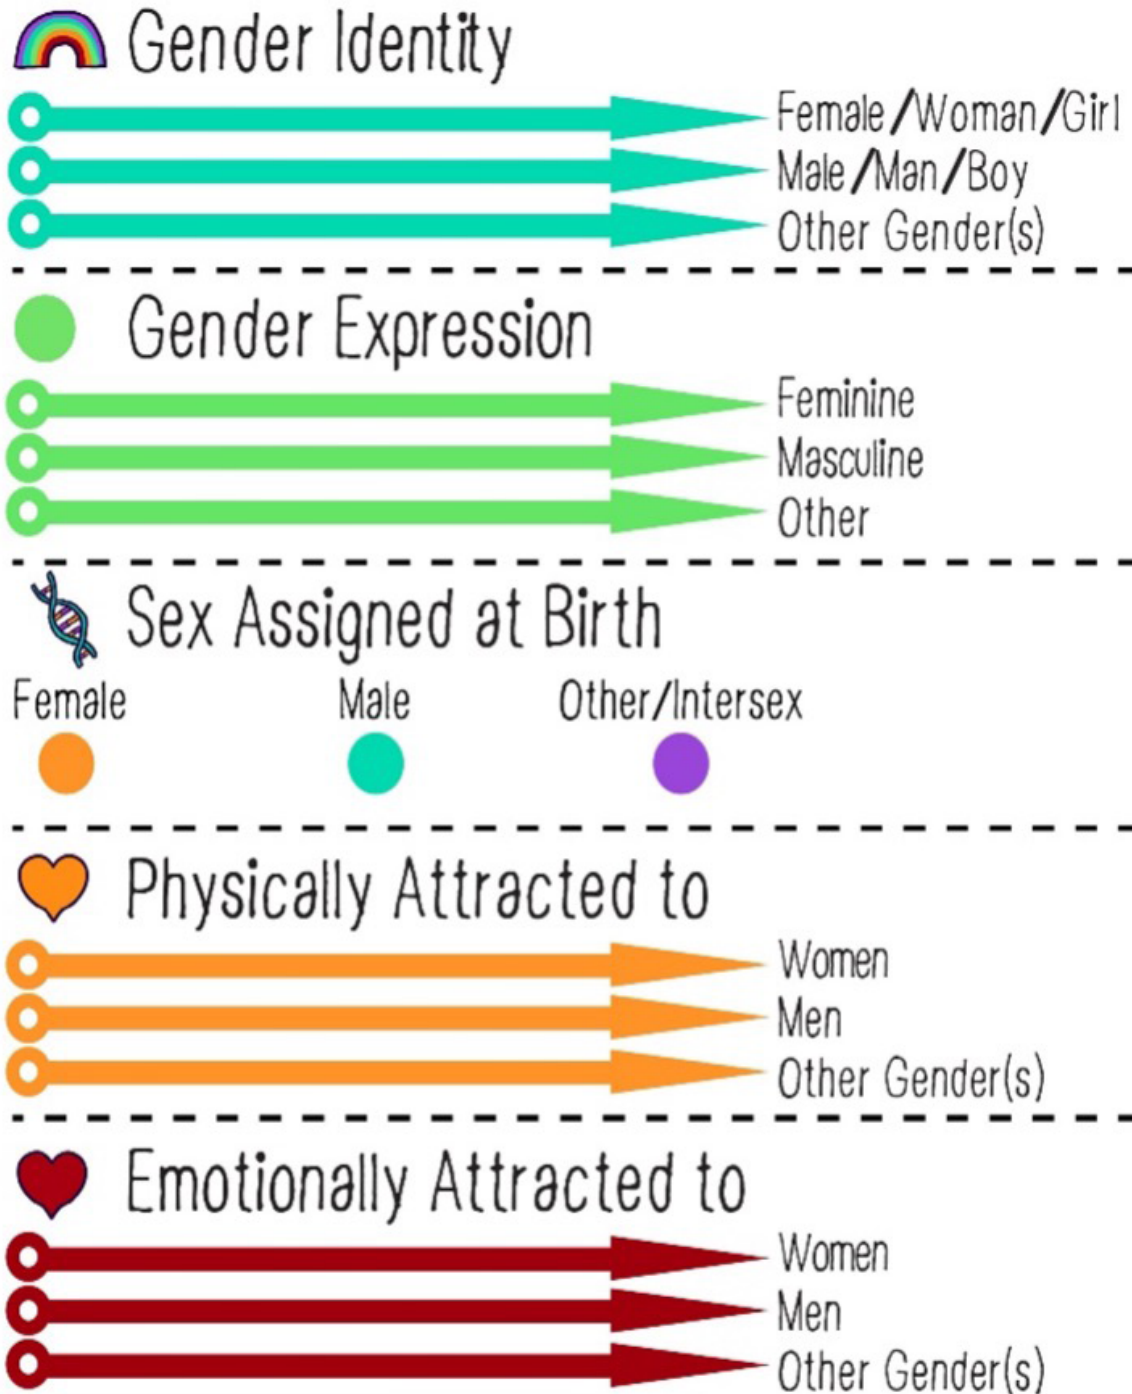 Gender Identity
Female/Woman/Girl
Male/Man/Boy
Other Gender(s)
Gender Expression
Feminine
Masculine
Other
Sex Assigned at Birth
Female Male Other/Intersex
Physically Attracted to
Women
Men
Other Gender(s)
Emotionally Attracted to
Women
Men
Other Gender(s)